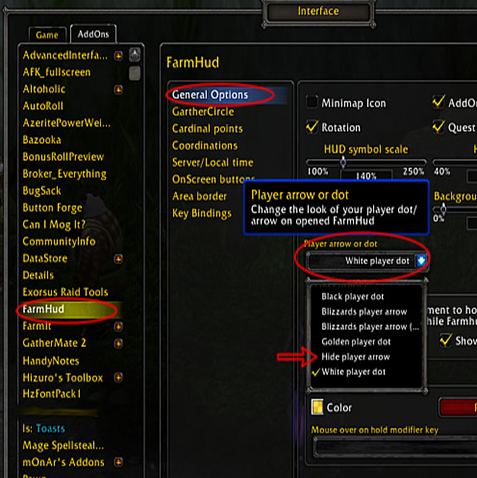 Interface
Game
AddOns
AdvancedInterfa...
AFK_fullscreen
Altoholic
AutoRoll
AzeritePowerWei...
Bazooka
BonusRollPreview
Broker_Everything
BugSack
Button Forge
Can I Mog It?
CommunityInfo
DataStore
Details
Exorsus Raid Tools
FarmHud
Farmit
GatherMate 2
HandyNotes
Hizuro's Toolbox
HzFontPack1
ls: Toasts
Mage Spellsteal...
mOnAr's Addons
FarmHud
General Options
GartherCircle
Cardinal points
Coordinations
Server/Local time
OnScreen buttons
Area border
Key Bindings
Minimap Icon
AddOn
Rotation
Quest
HUD symbol scale
100%
250%
40%
140%
Player arrow or dot
Change the look of your player dot/
arrow on opened FarmHud
Backgrou
0%
Player arrow or dot
White player dot
Black player dot
Blizzards player arrow
Blizzards player arrow (...
Golden player dot
Hide player arrow
White player dot
ment to ho
hile Farmh
Show
Color
Mouse over on hold modifier key